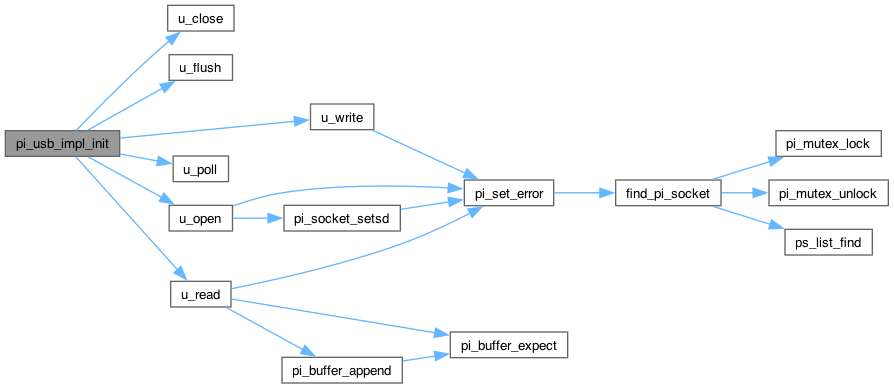 pi_usb_impl_init
u_close
u_flush
u_write
u_poll
u_open
pi_socket_setsd
u_read
pi_buffer_append
pi_buffer_expect
pi_set_error
find_pi_socket
pi_mutex_lock
pi_mutex_unlock
ps_list_find